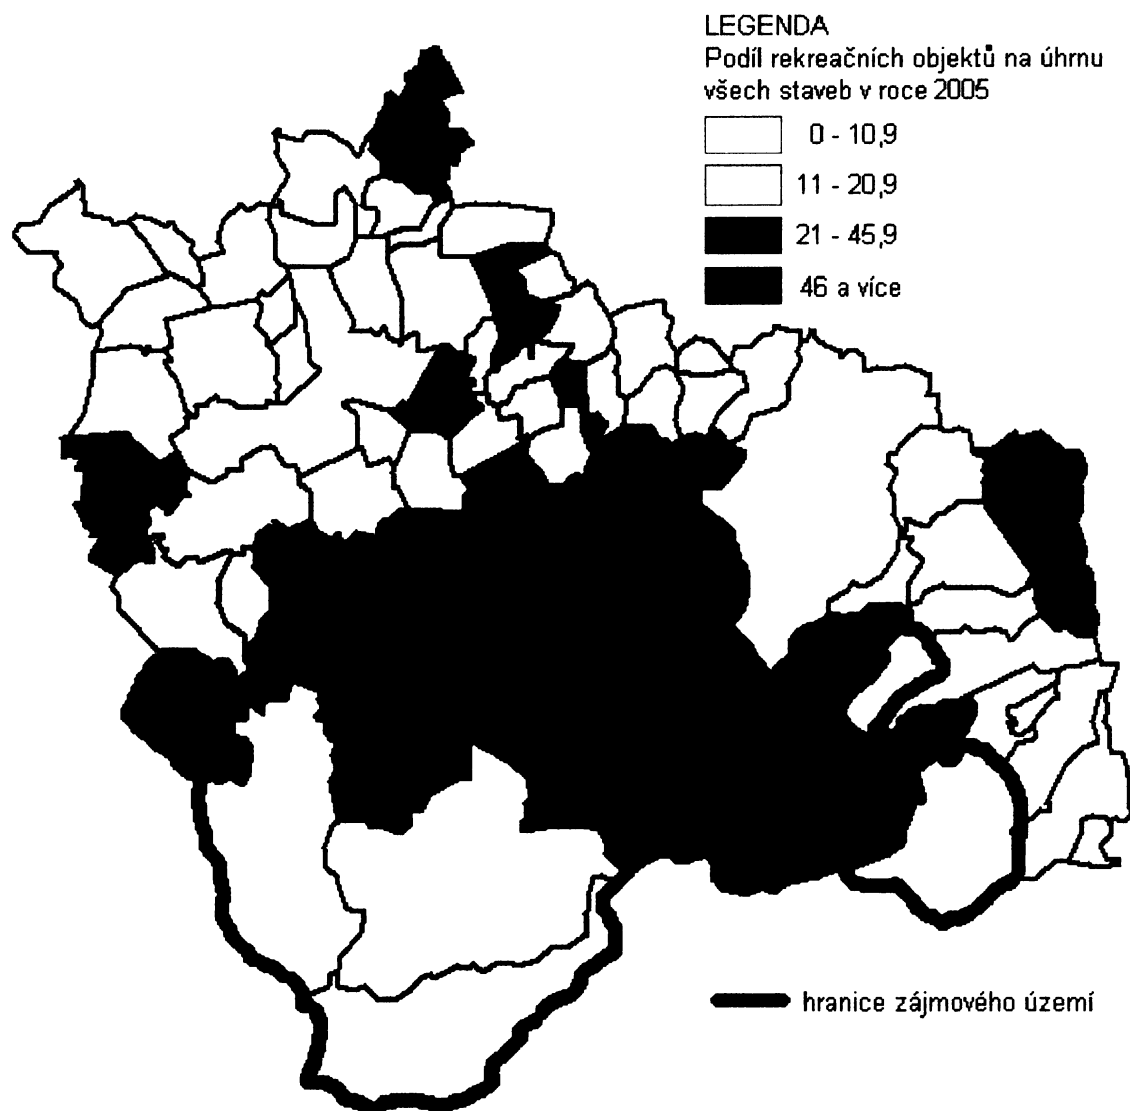 LEGENDA
Podíl rekreačních objektů na úhrnu
všech staveb v roce 2005
0 - 10,9
11 - 20,9
21 - 45,9
46 a více
hranice zájmového území